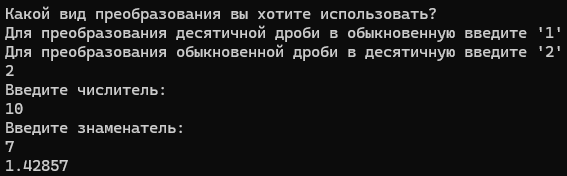 Какой вид преобразования вы хотите использовать?
Для преобразования десятичной дроби в обыкновенную введите '1'
Для преобразования обыкновенной дроби в десятичную введите '2'
2
Введите числитель:
10
Введите знаменатель:
7
1.42857